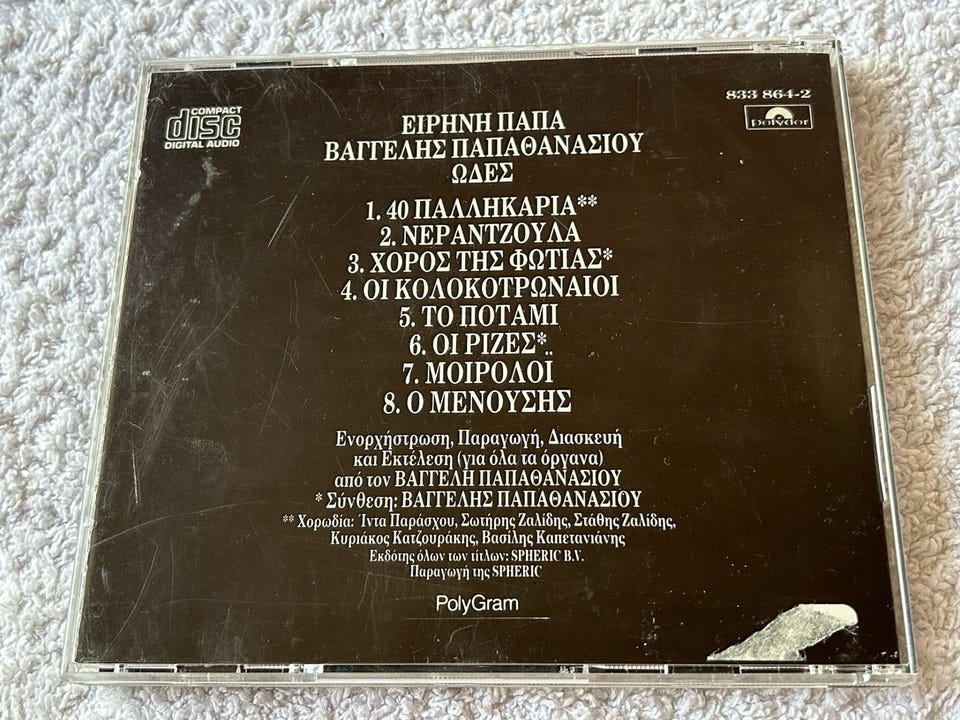 COMPACT
disc
DIGITAL AUDIO
833 864-2
Polydor
ΕΙΡΗΝΗ ΠΑΠΑ
ΒΑΓΓΕΛΗΣ ΠΑΠΑΘΑΝΑΣΙΟΥ
ΩΔΕΣ
1. 40 ΠΑΛΛΗΚΑΡΙΑ**
2. ΝΕΡΑΝΤΖΟΥΛΑ
3. ΧΟΡΟΣ ΤΗΣ ΦΩΤΙΑΣ*
4. ΟΙ ΚΟΛΟΚΟΤΡΩΝΑΙΟΙ
5. ΤΟ ΠΟΤΑΜΙ
6. ΟΙ ΡΙΖΕΣ*
7. ΜΟΙΡΟΛΟΪ
8. Ο ΜΕΝΟΥΣΗΣ
Ενορχήστρωση, Παραγωγή, Διασκευή
και Εκτέλεση (για όλα τα όργανα)
από τον ΒΑΓΓΕΛΗ ΠΑΠΑΘΑΝΑΣΙΟΥ
* Σύνθεση: ΒΑΓΓΕΛΗΣ ΠΑΠΑΘΑΝΑΣΙΟΥ
** Χορωδία: Ίντα Παράσχου, Σωτήρης Ζαλίδης, Στάθης Ζαλίδης,
Κυριάκος Κατζουράκης, Βασίλης Καπετανιάνης
Εκδότης όλων των τίτλων: SPHERIC B.V.
Παραγωγή της SPHERIC
PolyGram